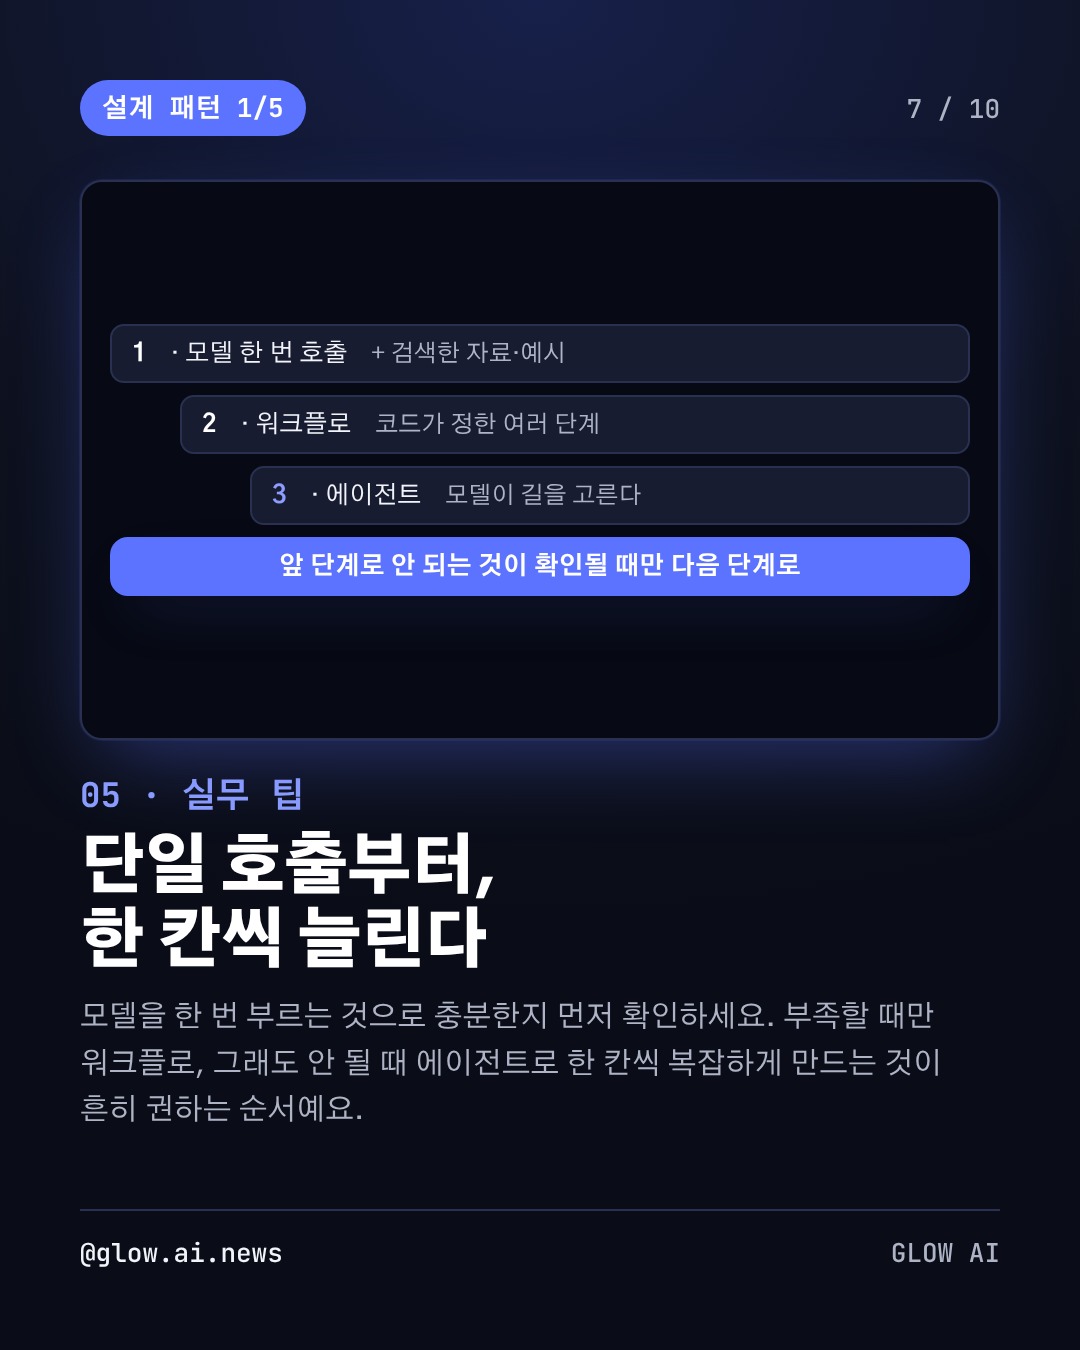 설계 패턴 1/5
7 / 10
1 · 모델 한 번 호출 + 검색한 자료·예시
2 · 워크플로 코드가 정한 여러 단계
3 · 에이전트 모델이 길을 고른다
앞 단계로 안 되는 것이 확인될 때만 다음 단계로
05 · 실무 팁
단일 호출부터,
한 칸씩 늘린다
모델을 한 번 부르는 것으로 충분한지 먼저 확인하세요. 부족할 때만
워크플로, 그래도 안 될 때 에이전트로 한 칸씩 복잡하게 만드는 것이
흔히 권하는 순서예요.
@glow.ai.news
GLOW AI